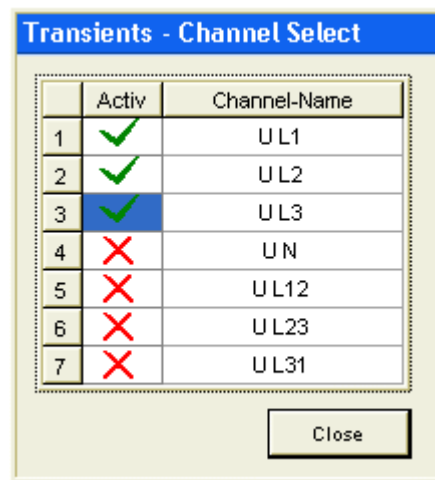 Transients - Channel Select
Activ Channel-Name
1 U L1
2 U L2
3 U L3
4 U N
5 U L12
6 U L23
7 U L31
Close